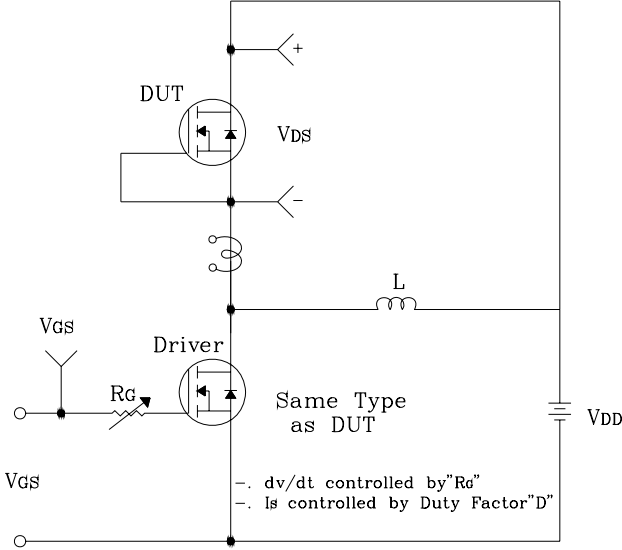 +
DUT
VDS
-
L
VGS
Driver
RG
Same Type
as DUT
VDD
VGS
-. dv/dt controlled by"RG"
-. Is controlled by Duty Factor"D"